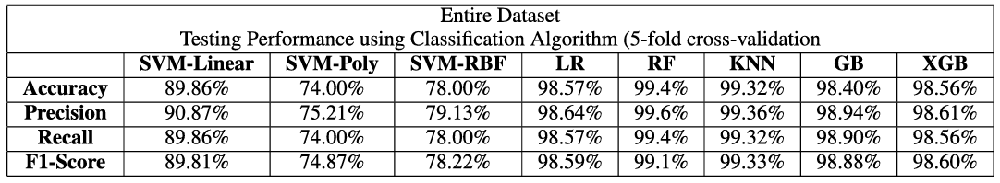 Entire Dataset
Testing Performance using Classification Algorithm (5-fold cross-validation
SVM-Linear SVM-Poly SVM-RBF LR RF KNN GB XGB
Accuracy 89.86% 74.00% 78.00% 98.57% 99.4% 99.32% 98.40% 98.56%
Precision 90.87% 75.21% 79.13% 98.64% 99.6% 99.36% 98.94% 98.61%
Recall 89.86% 74.00% 78.00% 98.57% 99.4% 99.32% 98.90% 98.56%
F1-Score 89.81% 74.87% 78.22% 98.59% 99.1% 99.33% 98.88% 98.60%